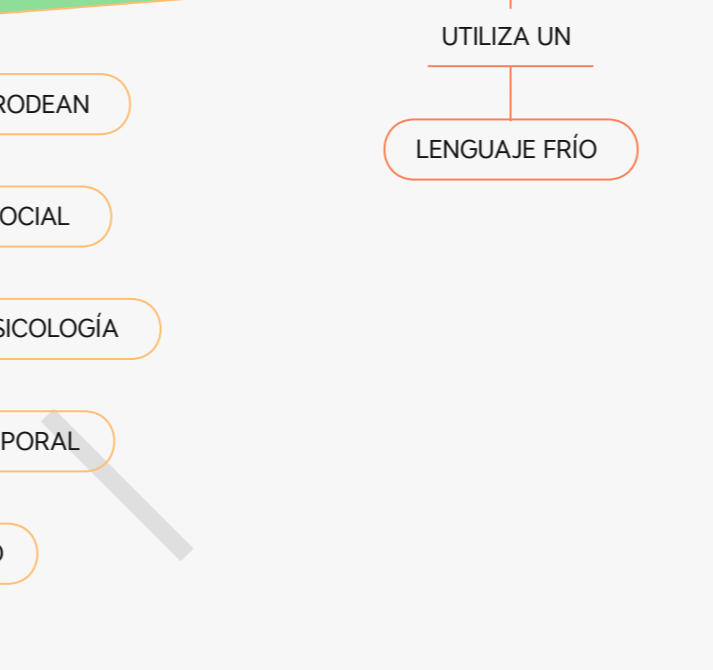 UTILIZA UN
RODEAN
LENGUAJE FRÍO
OCIAL
SICOLOGÍA
PORAL
O